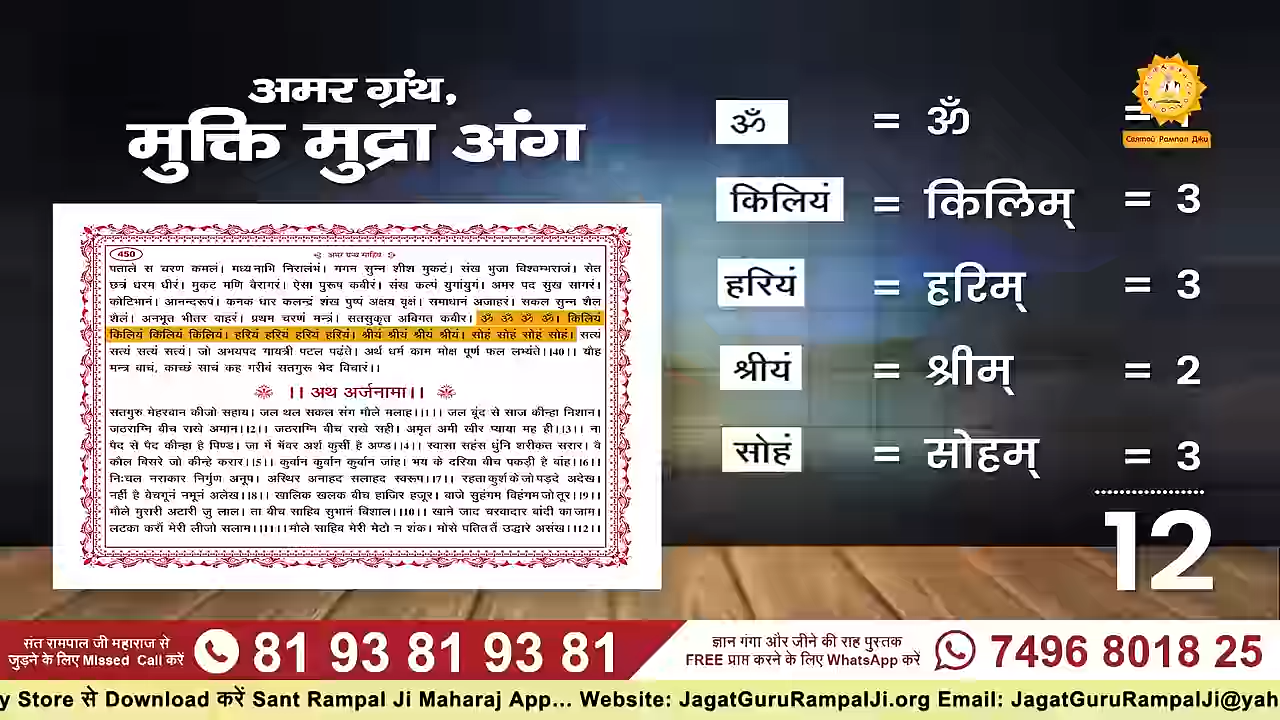 अमर ग्रंथ,
मुक्ति मुद्रा अंग
450
अमर ग्रन्थ साहिब
पताले स चरण कमलं। मध्य नाभि निरालंभं। गगन सुन्न शीश मुकटं। संख भुजा विश्वम्भराजं। सेत
छत्रं धरम धीरं। मुकट मणि वैरागरं। ऐसा पुरूष कबीरं। संख कल्पं युगांयुगं। अमर पद सुख सागरं।
कोटिभानं। आनन्दरूपं। कनक धार कलन्द्रं शंख पुष्पं अक्षय वृक्षं। समाधानं अजाहरं। सकल सुन्न शैल
शैलं। अनभूत भीतर वाहरं। प्रथम चरणं मन्त्रं। सतसुकृत अविगत कबीर। ॐ ॐ ॐ ॐ। किलियं
किलियं किलियं किलियं। हरियं हरियं हरियं हरियं। श्रीयं श्रीयं श्रीयं श्रीयं। सोहं सोहं सोहं सोहं। सत्यं
सत्यं सत्यं सत्यं। जो अभयपद गायत्री पटल पढ़ंते। अर्थ धर्म काम मोक्ष पूर्ण फल लभ्यंते।।40।। यौह
मन्त्र वाचं, काच्छं साचं कह गरीबं सतगुरु भेद विचारं।।
।। अथ अर्जनामा।।
सतगुरु मेहरबान कीजो सहाय। जल थल सकल संग मौले मलाह।।1।। जल बूंद से साज कीन्हा निशान।
जठराग्नि बीच राखे अमान।।2।। जठराग्नि बीच राखे सही। अमृत अमी खीर प्याया मह ही।।3।। ना
पैद से पैद कीन्हा है पिण्ड। जा में भँवर अर्श कुर्सी है अण्ड।।4।। स्वासा सहंस धुंनि शरीकत सरार। वै
कौल बिसरे जो कीन्हे करार।।5।। कुर्बान कुर्वान कुर्वान जांह। भय के दरिया बीच पकड़ी है बांह।।6।।
निःचल नराकार निर्गुण अनूप। अस्थिर अनाहद सलाहद स्वरूप।।7।। रहता कुर्श के जो पड़दे अदेख।
नहीं है वेचगूनं नमूनं अलेख।।8।। खालिक खलक बीच हाजिर हजूर। बाजे सुहंगम विहंगम जो तूर।।9।।
मौले मुरारी अटारी जु लाल। ता बीच साहिब सुभानं विशाल।।10।। खाने जाद चरवादार बांदी का जाम।
लटका करौं मेरी लीजो सलाम।।11।। मौले साहिब मेरी मेटो न शंक। मोसे पतित तैं उद्धारे असंख।।12।।
ॐ = ॐ =
किलियं = किलिम् = 3
हरियं = हरिम् = 3
श्रीयं = श्रीम् = 2
सोहं = सोहम् = 3
12
Святой Рампал Джи
संत रामपाल जी महाराज से
जुड़ने के लिए Missed Call करें
81 93 81 93 81
ज्ञान गंगा और जीने की राह पुस्तक
FREE प्राप्त करने के लिए WhatsApp करें
7496 8018 25
y Store से Download करें Sant Rampal Ji Maharaj App... Website: JagatGuruRampalJi.org Email: JagatGuruRampalJi@yah